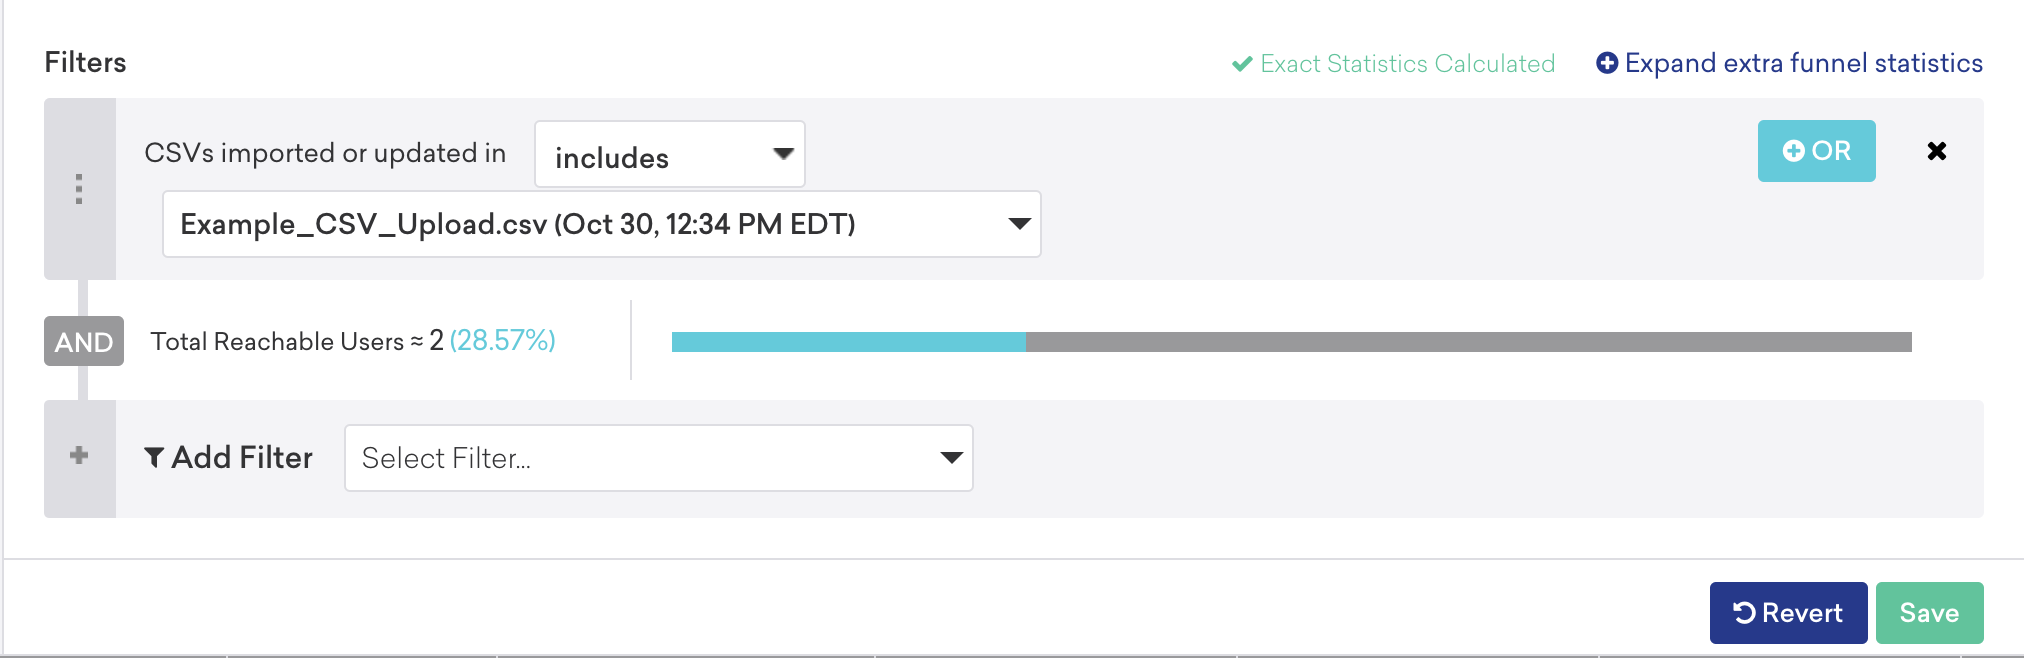 Filters
Exact Statistics Calculated
Expand extra funnel statistics
CSVs imported or updated in
includes
OR
Example_CSV_Upload.csv (Oct 30, 12:34 PM EDT)
AND
Total Reachable Users ≈ 2 (28.57%)
Add Filter
Select Filter...
Revert
Save